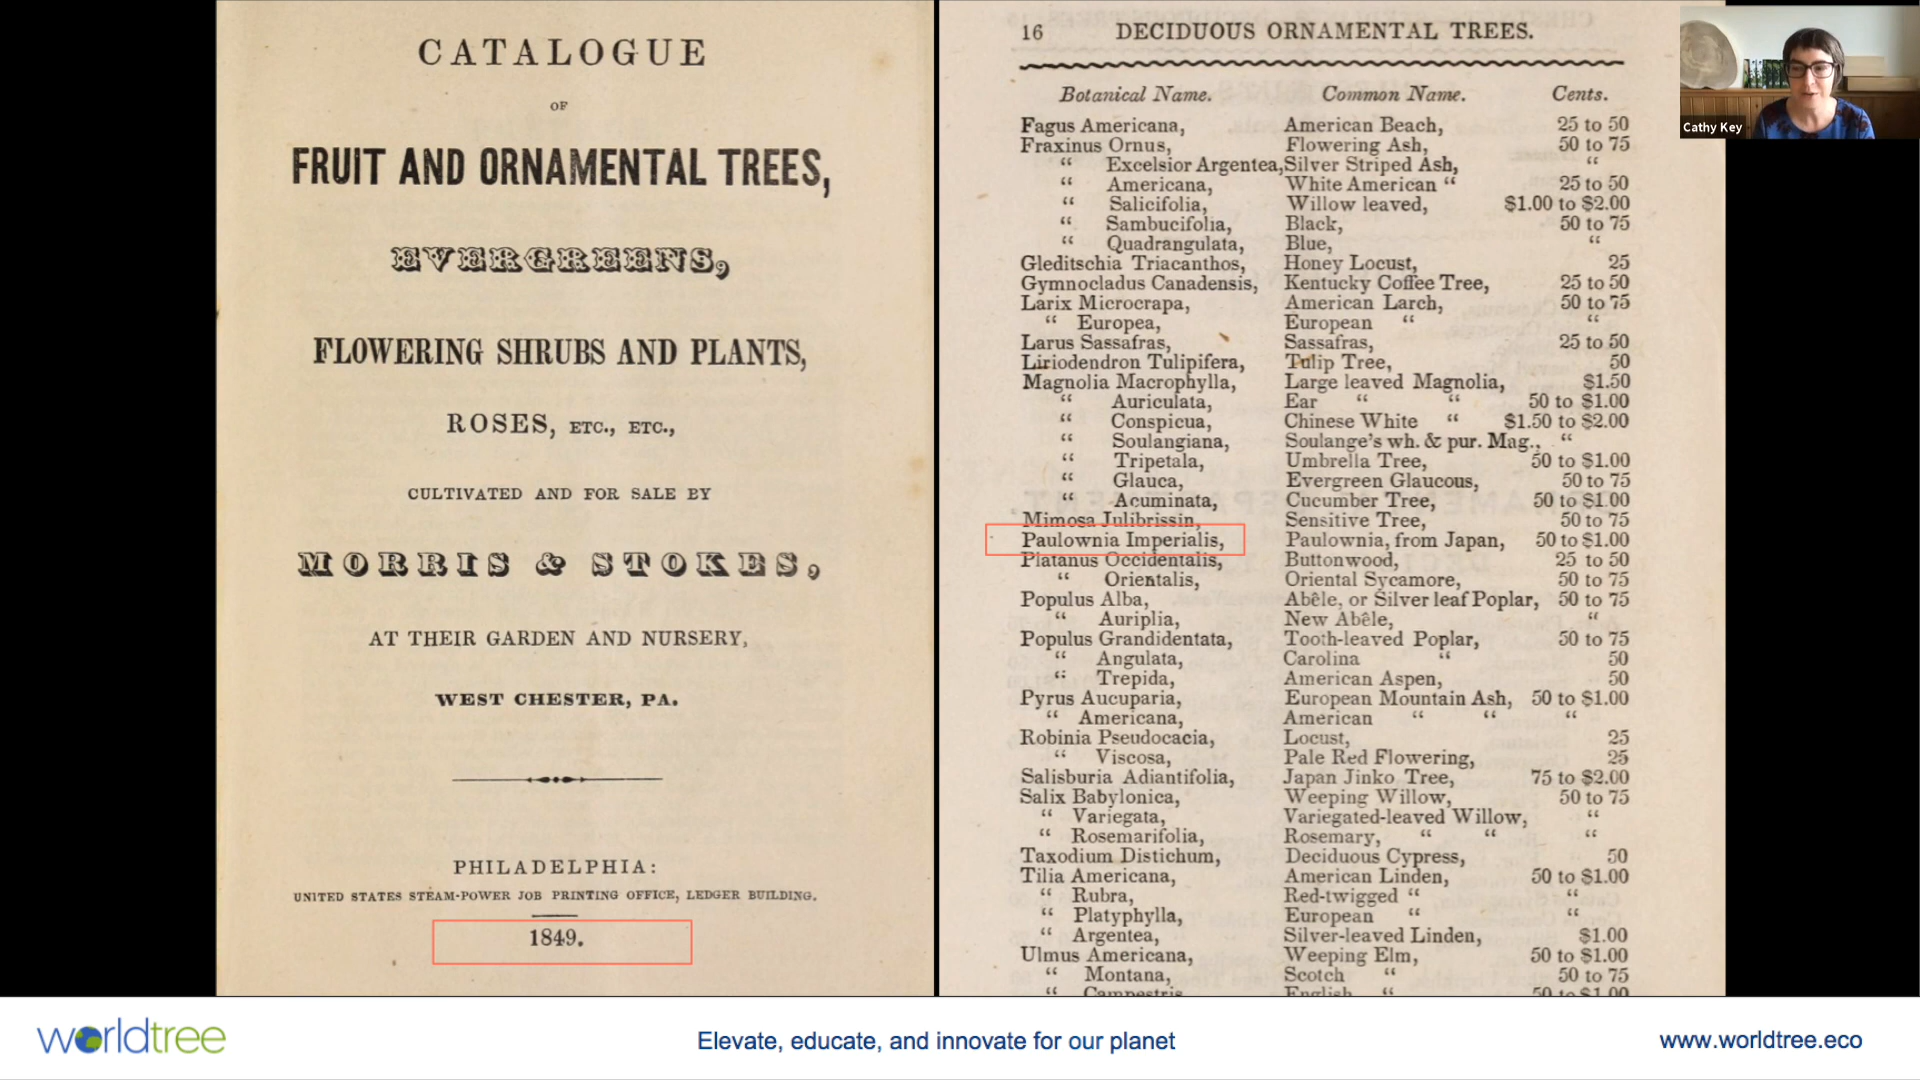 CATALOGUE
OF
FRUIT AND ORNAMENTAL TREES,
EVERGREENS,
FLOWERING SHRUBS AND PLANTS,
ROSES, ETC., ETC.,
CULTIVATED AND FOR SALE BY
MORRIS & STOKES,
AT THEIR GARDEN AND NURSERY,
WEST CHESTER, PA.
PHILADELPHIA:
UNITED STATES STEAM-POWER JOB PRINTING OFFICE, LEDGER BUILDING.
1849.
16 DECIDUOUS ORNAMENTAL TREES.
Botanical Name. Common Name. Cents.
Fagus Americana, American Beach, 25 to 50
Fraxinus Ornus, Flowering Ash, 50 to 75
“ Excelsior Argentea, Silver Striped Ash, “
“ Americana, White American “ 25 to 50
“ Salicifolia, Willow leaved, $1.00 to $2.00
“ Sambucifolia, Black, 50 to 75
“ Quadrangulata, Blue, “
Gleditschia Triacanthos, Honey Locust, 25
Gymnocladus Canadensis, Kentucky Coffee Tree, 25 to 50
Larix Microcrapa, American Larch, 50 to 75
“ Europea, European “ “
Larus Sassafras, Sassafras, 25 to 50
Liriodendron Tulipifera, Tulip Tree, 50
Magnolia Macrophylla, Large leaved Magnolia, $1.50
“ Auriculata, Ear “ “ 50 to $1.00
“ Conspicua, Chinese White “ $1.50 to $2.00
“ Soulangiana, Soulange's wh. & pur. Mag., “
“ Tripetala, Umbrella Tree, 50 to $1.00
“ Glauca, Evergreen Glaucous, 50 to 75
“ Acuminata, Cucumber Tree, 50 to $1.00
Mimosa Julibrissin, Sensitive Tree, 50 to 75
Paulownia Imperialis, Paulownia, from Japan, 50 to $1.00
Platanus Occidentalis, Buttonwood, 25 to 50
“ Orientalis, Oriental Sycamore, 50 to 75
Populus Alba, Abêle, or Silver leaf Poplar, 50 to 75
“ Auriplia, New Abêle, “
Populus Grandidentata, Tooth-leaved Poplar, 50 to 75
“ Angulata, Carolina “ 50
“ Trepida, American Aspen, 50
Pyrus Aucuparia, European Mountain Ash, 50 to $1.00
“ Americana, American “ “ “
Robinia Pseudocacia, Locust, 25
“ Viscosa, Pale Red Flowering, 25
Salisburia Adiantifolia, Japan Jinko Tree, 75 to $2.00
Salix Babylonica, Weeping Willow, 50 to 75
“ Variegata, Variegated-leaved Willow, “
“ Rosemarifolia, Rosemary, “ “ “
Taxodium Distichum, Deciduous Cypress, 50
Tilia Americana, American Linden, 50 to $1.00
“ Rubra, Red-twigged “ “
“ Platyphylla, European “ “
“ Argentea, Silver-leaved Linden, $1.00
Ulmus Americana, Weeping Elm, 50 to $1.00
“ Montana, Scotch “ 50 to 75
“ Campestris English “ 50 to $1.00
Cathy Key
worldtree
Elevate, educate, and innovate for our planet
www.worldtree.eco